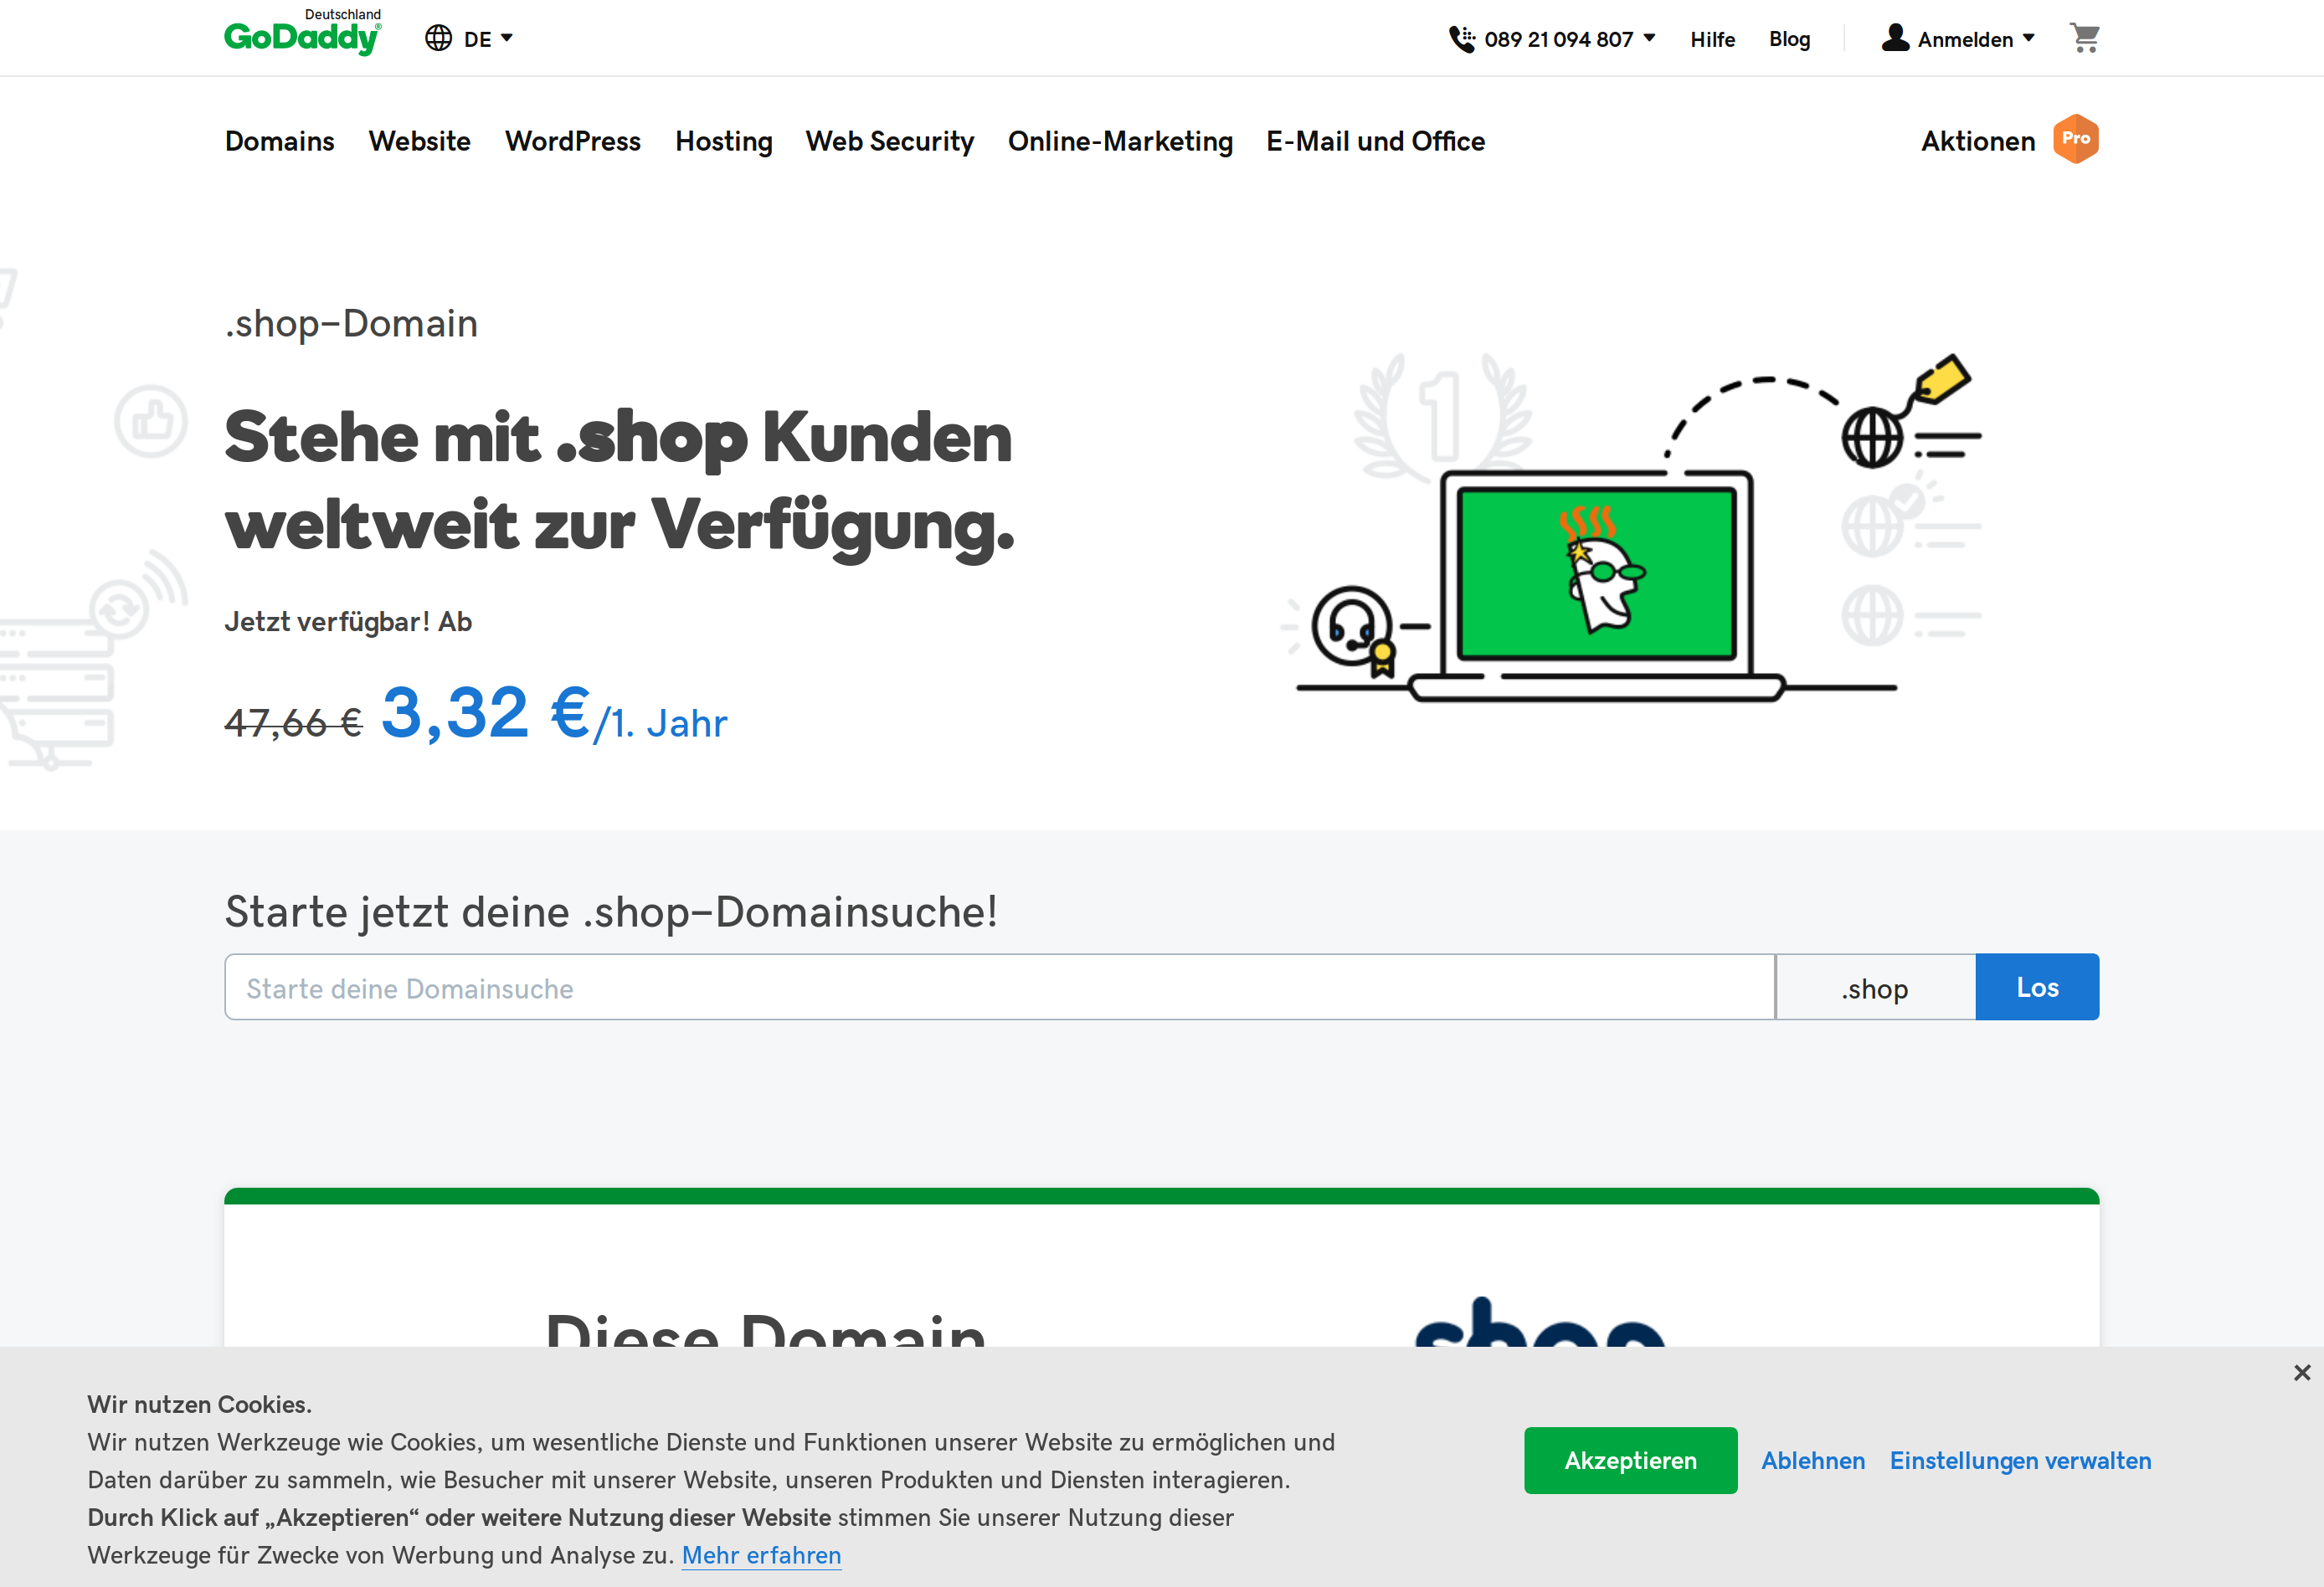 Deutschland
GoDaddy®
DE
089 21 094 807
Hilfe
Blog
Anmelden
Domains
Website
WordPress
Hosting
Web Security
Online-Marketing
E-Mail und Office
Aktionen
Pro
.shop–Domain
Stehe mit .shop Kunden
weltweit zur Verfügung.
1
Jetzt verfügbar! Ab
47,66 € 3,32 €/1. Jahr
Starte jetzt deine .shop–Domainsuche!
Starte deine Domainsuche
.shop
Los
Diese Domain
shop
Wir nutzen Cookies.
Wir nutzen Werkzeuge wie Cookies, um wesentliche Dienste und Funktionen unserer Website zu ermöglichen und
Daten darüber zu sammeln, wie Besucher mit unserer Website, unseren Produkten und Diensten interagieren.
Durch Klick auf „Akzeptieren“ oder weitere Nutzung dieser Website stimmen Sie unserer Nutzung dieser
Werkzeuge für Zwecke von Werbung und Analyse zu. Mehr erfahren
Akzeptieren
Ablehnen
Einstellungen verwalten